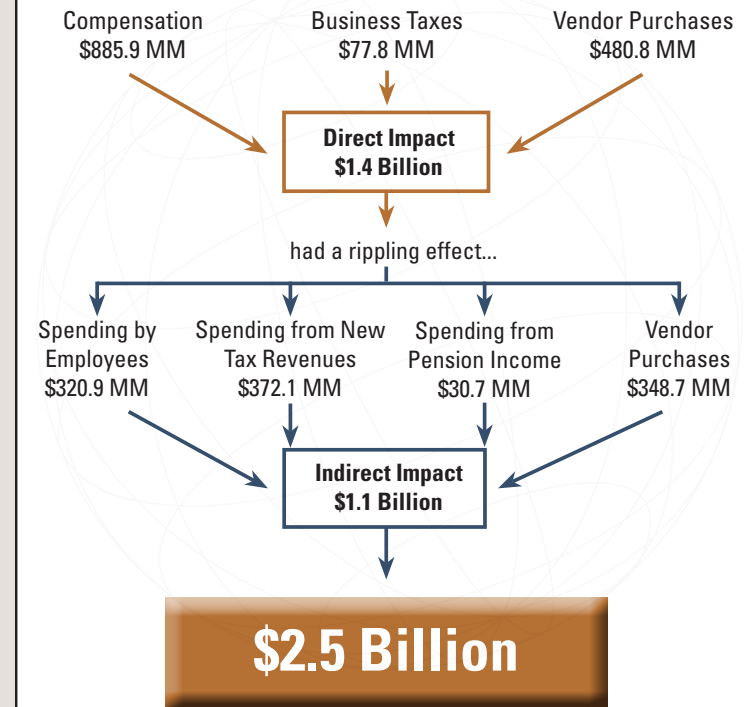 Compensation
$885.9 MM
Business Taxes
$77.8 MM
Vendor Purchases
$480.8 MM
Direct Impact
$1.4 Billion
had a rippling effect...
Spending by
Employees
$320.9 MM
Spending from New
Tax Revenues
$372.1 MM
Spending from
Pension Income
$30.7 MM
Vendor
Purchases
$348.7 MM
Indirect Impact
$1.1 Billion
$2.5 Billion